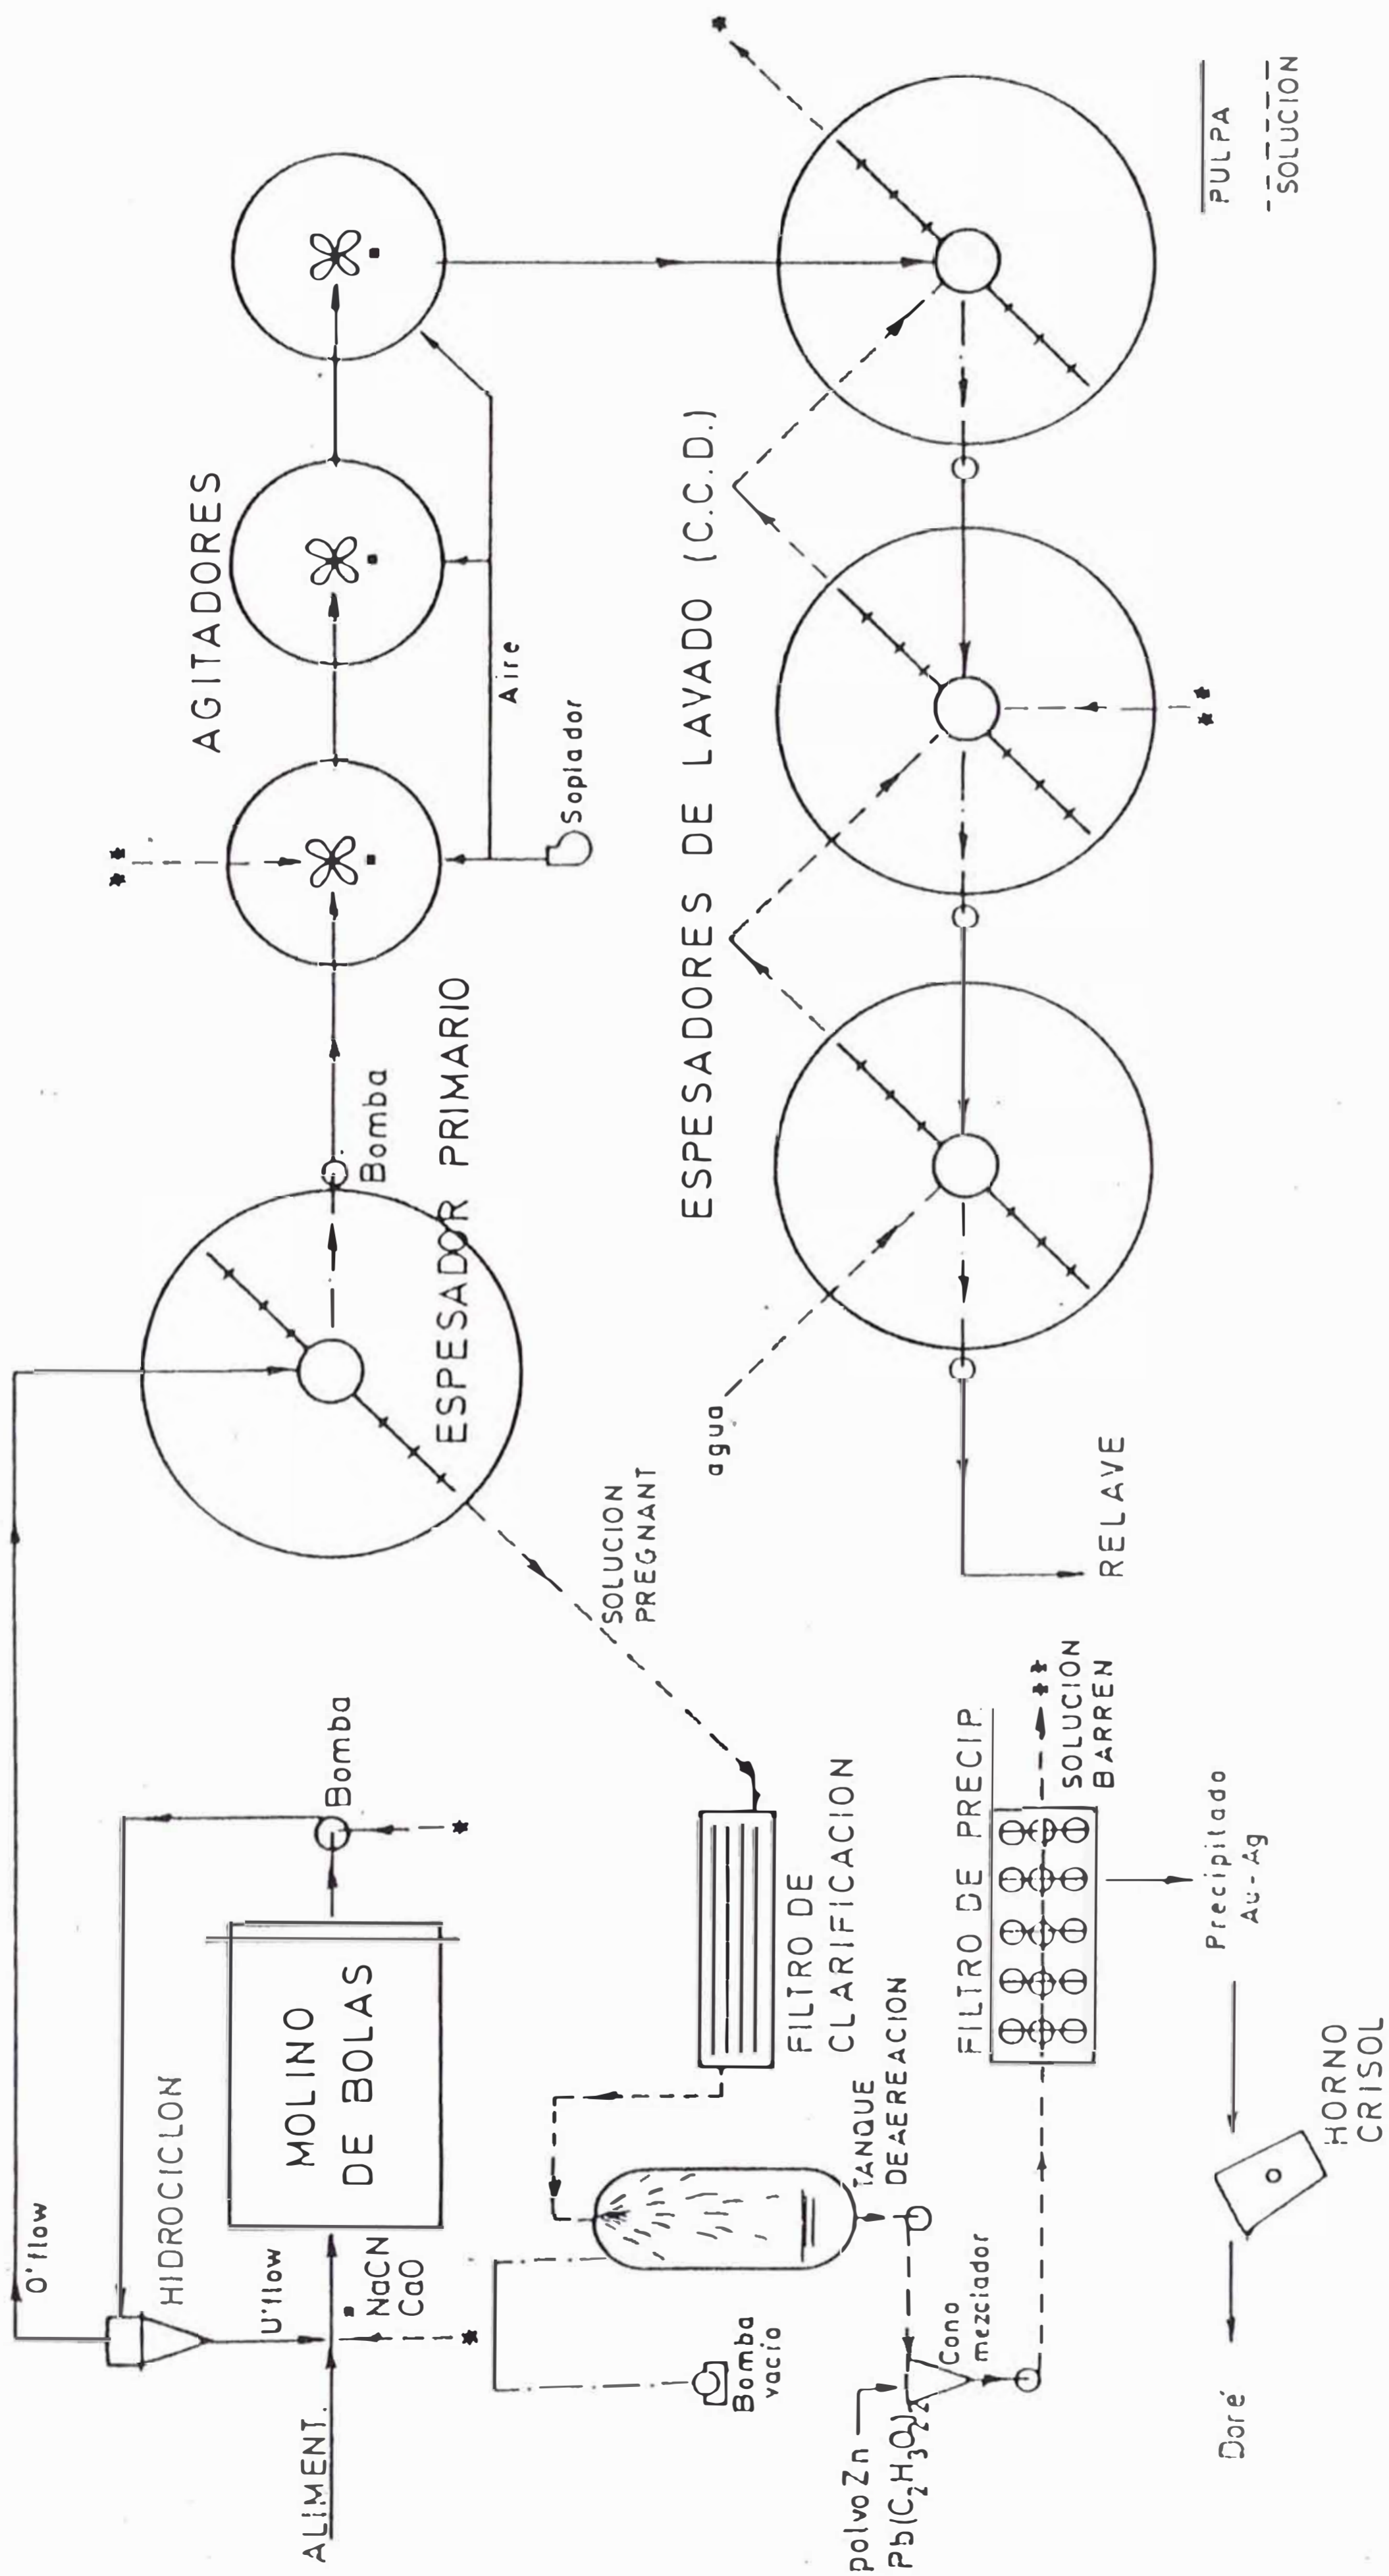 O'flow
HIDROCICLON
U'flow
ALIMENT.
NaCN
CaO
*
MOLINO
DE BOLAS
Bomba
*
ESPESADOR PRIMARIO
Bomba
AGITADORES
**
Aire
Soplador
SOLUCION
PREGNANT
FILTRO DE
CLARIFICACION
TANQUE
DEAEREACION
Bomba
vacio
polvo Zn
Pb(C₂H₃O₂)₂
Cono
mezclador
FILTRO DE PRECIP.
**
SOLUCION
BARREN
Precipitado
Au-Ag
HORNO
CRISOL
Doré
ESPESADORES DE LAVADO (C.C.D.)
agua
RELAVE
**
*
PULPA
SOLUCION